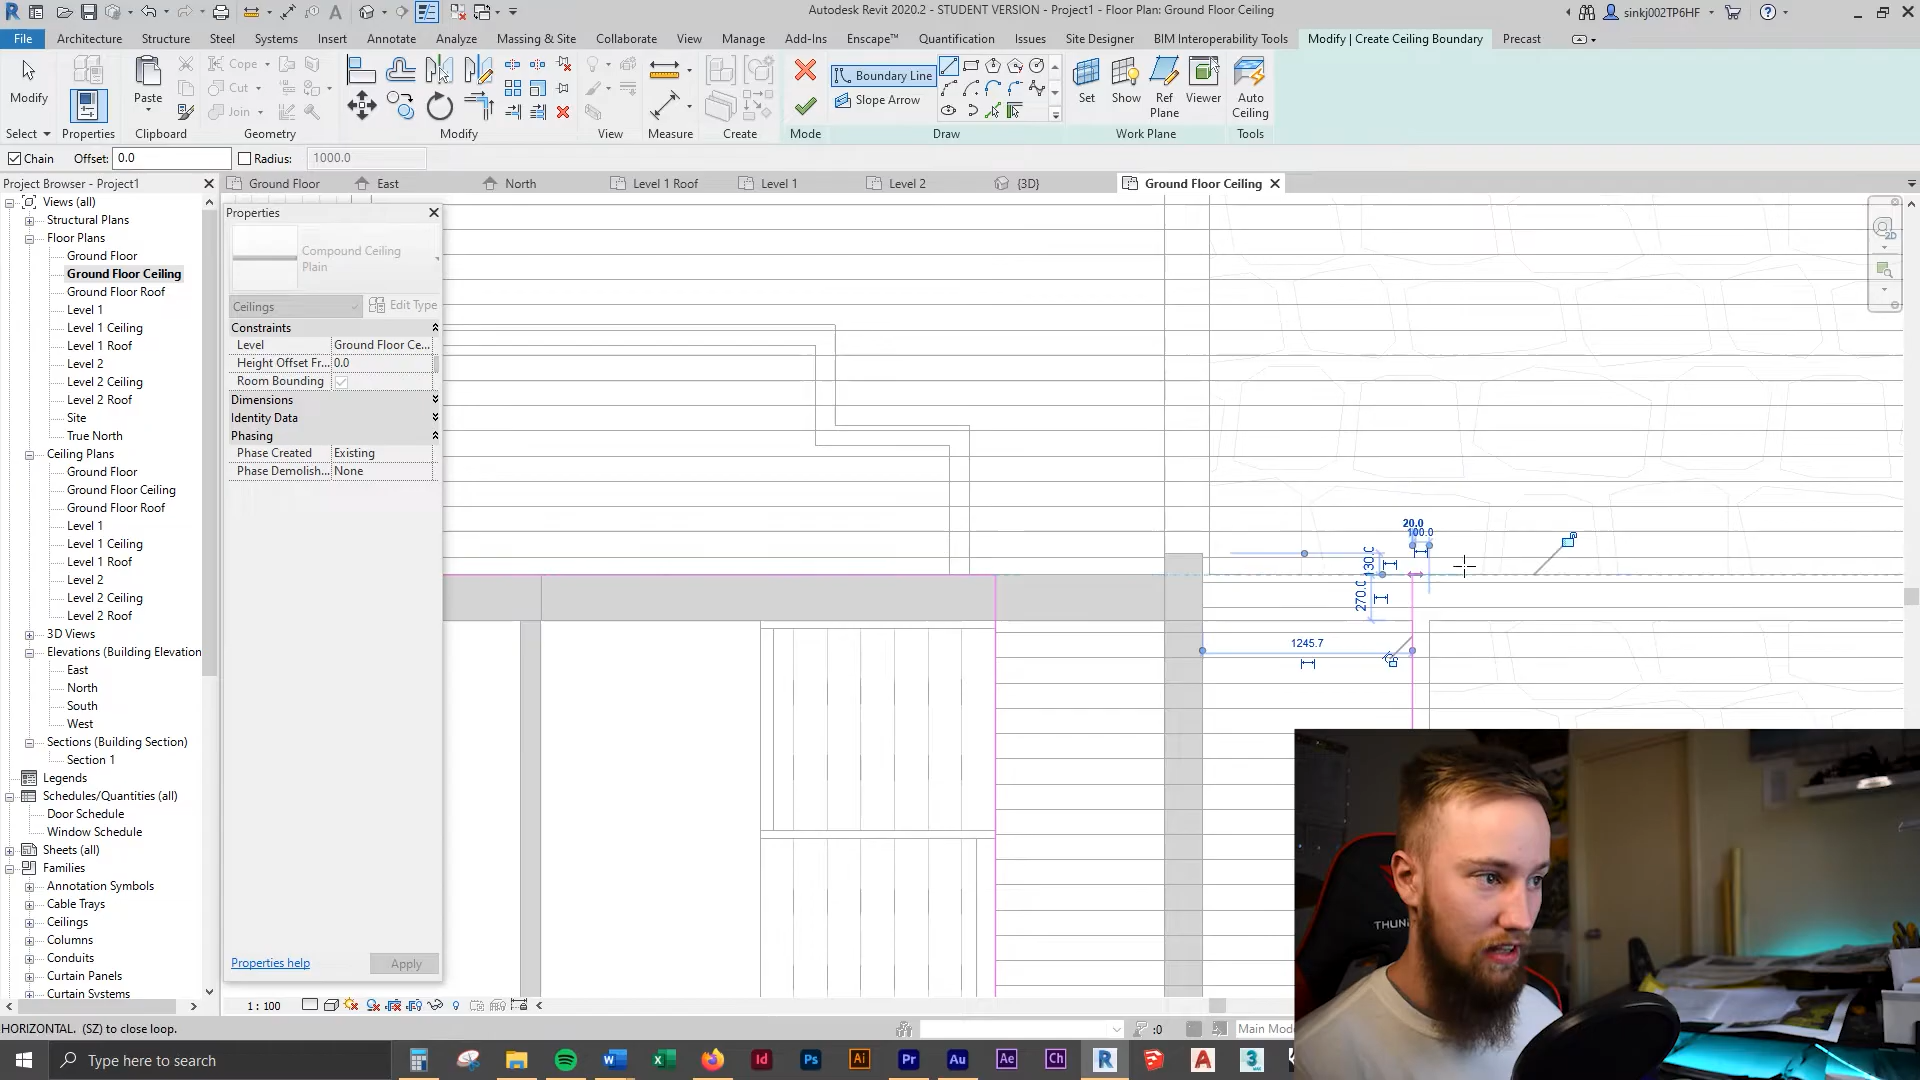 Autodesk Revit 2020.2 - STUDENT VERSION - Project1 - Floor Plan: Ground Floor Ceiling
sinkj002TP6HF
File Architecture Structure Steel Systems Insert Annotate Analyze Massing & Site Collaborate View Manage Add-Ins Enscape™ Quantification Issues Site Designer BIM Interoperability Tools Modify | Create Ceiling Boundary Precast
Modify Paste Cope Cut Join Boundary Line Slope Arrow Set Show Ref Plane Viewer Auto Ceiling
Select Properties Clipboard Geometry Modify View Measure Create Mode Draw Work Plane Tools
Chain Offset: 0.0 Radius: 1000.0
Project Browser - Project1
Ground Floor East North Level 1 Roof Level 1 Level 2 {3D} Ground Floor Ceiling
Views (all)
Structural Plans
Floor Plans
Ground Floor
Ground Floor Ceiling
Ground Floor Roof
Level 1
Level 1 Ceiling
Level 1 Roof
Level 2
Level 2 Ceiling
Level 2 Roof
Site
True North
Ceiling Plans
Ground Floor
Ground Floor Ceiling
Ground Floor Roof
Level 1
Level 1 Ceiling
Level 1 Roof
Level 2
Level 2 Ceiling
Level 2 Roof
3D Views
Elevations (Building Elevation
East
North
South
West
Sections (Building Section)
Section 1
Legends
Schedules/Quantities (all)
Door Schedule
Window Schedule
Sheets (all)
Families
Annotation Symbols
Cable Trays
Ceilings
Columns
Conduits
Curtain Panels
Curtain Systems
Properties
Compound Ceiling
Plain
Ceilings Edit Type
Constraints
Level Ground Floor Ce...
Height Offset Fr... 0.0
Room Bounding
Dimensions
Identity Data
Phasing
Phase Created Existing
Phase Demolish... None
Properties help Apply
20.0
100.0
130.0
270.0
1245.7
2D
THUN
1 : 100
HORIZONTAL. (SZ) to close loop.
:0
Main Mod
Type here to search
Id Ps Ai Pr Au Ae Ch R A 3